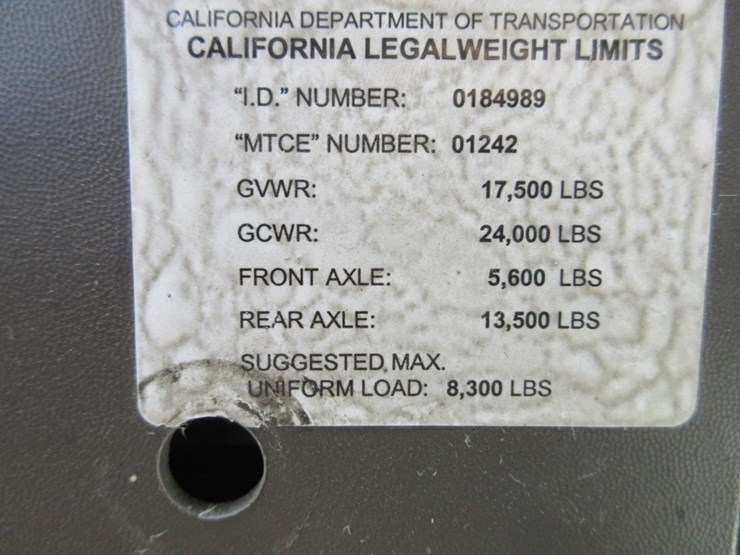 CALIFORNIA DEPARTMENT OF TRANSPORTATION
CALIFORNIA LEGALWEIGHT LIMITS
"I.D." NUMBER: 0184989
"MTCE" NUMBER: 01242
GVWR: 17,500 LBS
GCWR: 24,000 LBS
FRONT AXLE: 5,600 LBS
REAR AXLE: 13,500 LBS
SUGGESTED MAX.
UNIFORM LOAD: 8,300 LBS